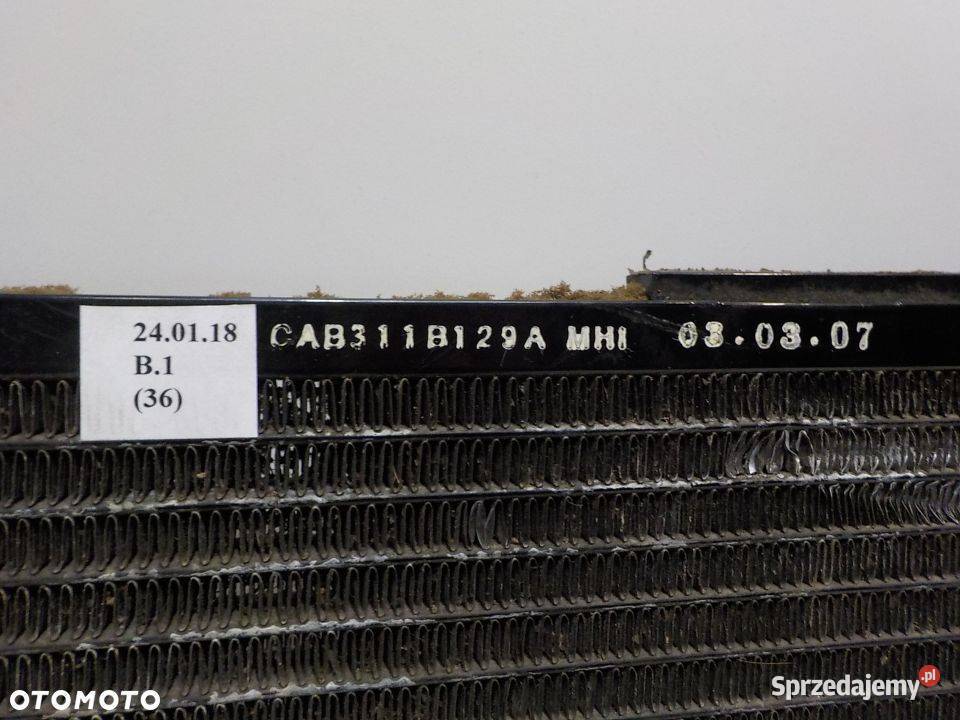 24.01.18
B.1
(36)
CAB311B129A MHI 03.03.07
OTOMOTO
Sprzedajemy.pl